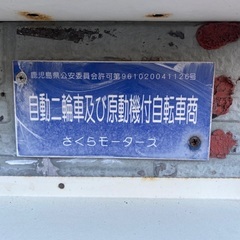 鹿児島県公安委員会許可第961020041126号
自動二輪車及び原動機付自転車商
さくらモータース